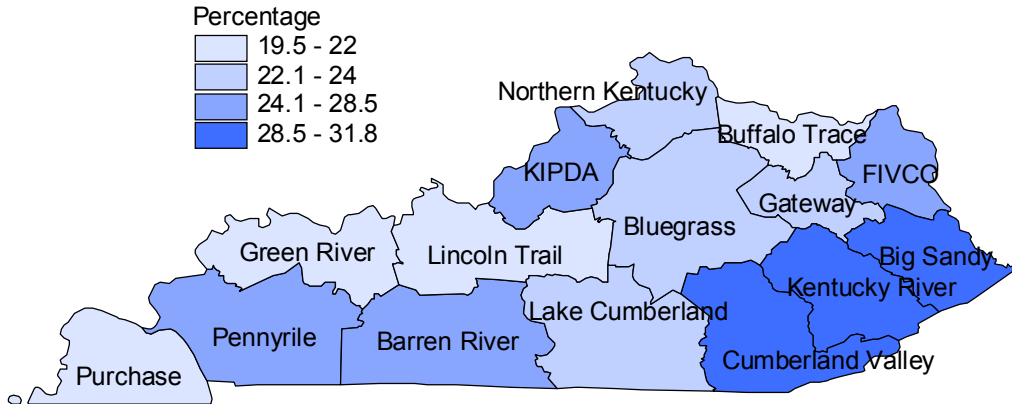 Percentage
19.5 - 22
22.1 - 24
24.1 - 28.5
28.5 - 31.8
Northern Kentucky
Buffalo Trace
KIPDA
FIVCO
Gateway
Bluegrass
Green River
Lincoln Trail
Big Sandy
Kentucky River
Lake Cumberland
Pennyrile
Barren River
Cumberland Valley
Purchase